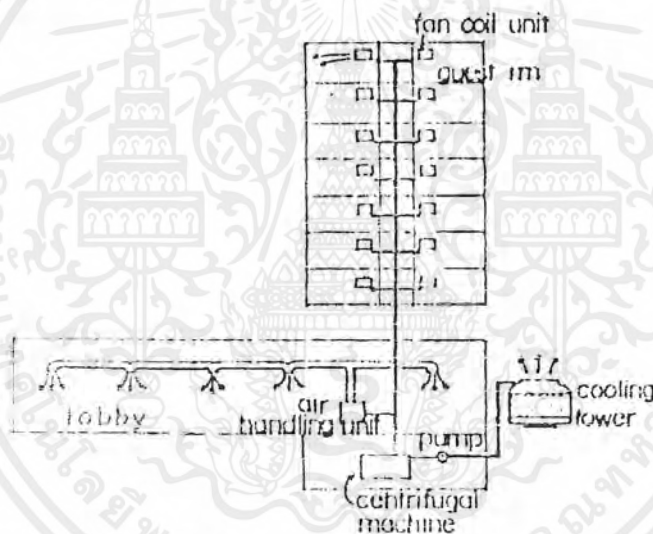 fan coil unit
guest rm
lobby
air
handling unit
pump
cooling
tower
centrifugal
machine